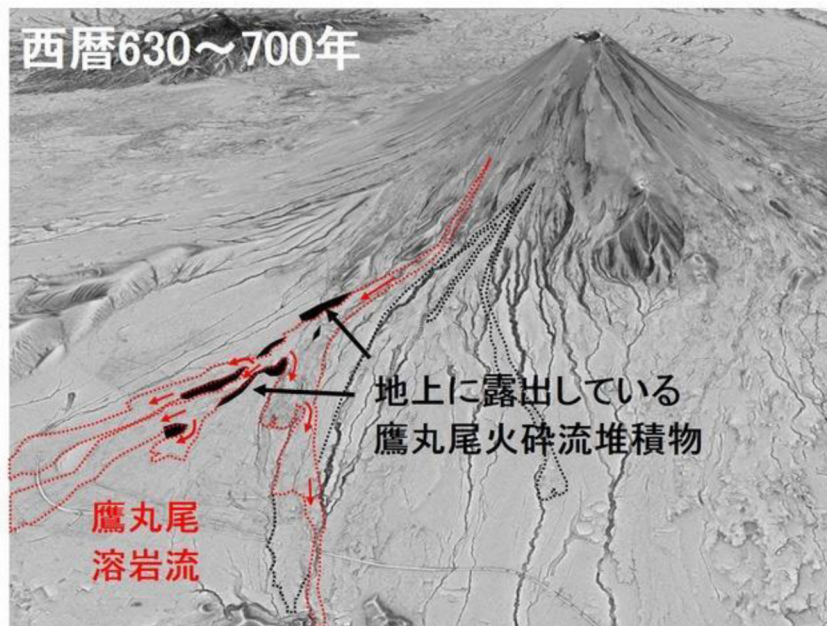 西暦630～700年
地上に露出している
鷹丸尾火砕流堆積物
鷹丸尾
溶岩流